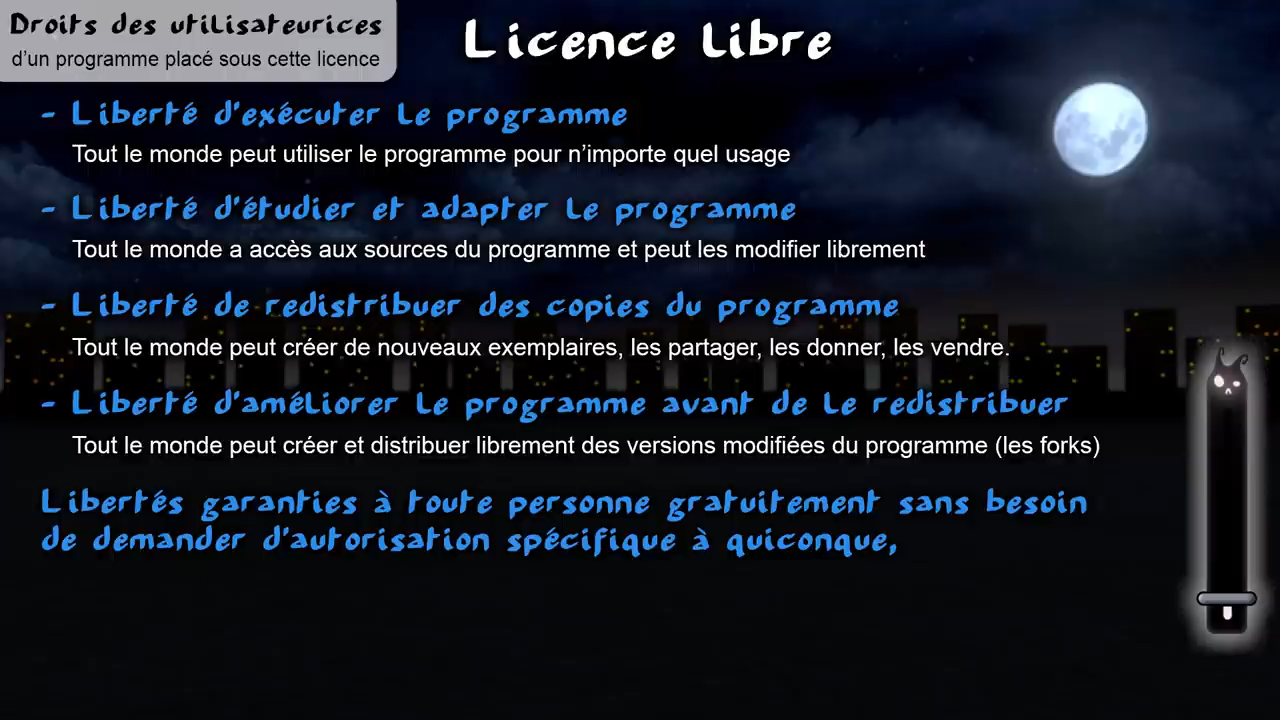 Droits des utilisateurices
d'un programme placé sous cette licence
Licence Libre
- Liberté d'exécuter le programme
Tout le monde peut utiliser le programme pour n'importe quel usage
- Liberté d'étudier et adapter le programme
Tout le monde a accès aux sources du programme et peut les modifier librement
- Liberté de redistribuer des copies du programme
Tout le monde peut créer de nouveaux exemplaires, les partager, les donner, les vendre.
- Liberté d'améliorer le programme avant de le redistribuer
Tout le monde peut créer et distribuer librement des versions modifiées du programme (les forks)
Libertés garanties à toute personne gratuitement sans besoin
de demander d'autorisation spécifique à quiconque,